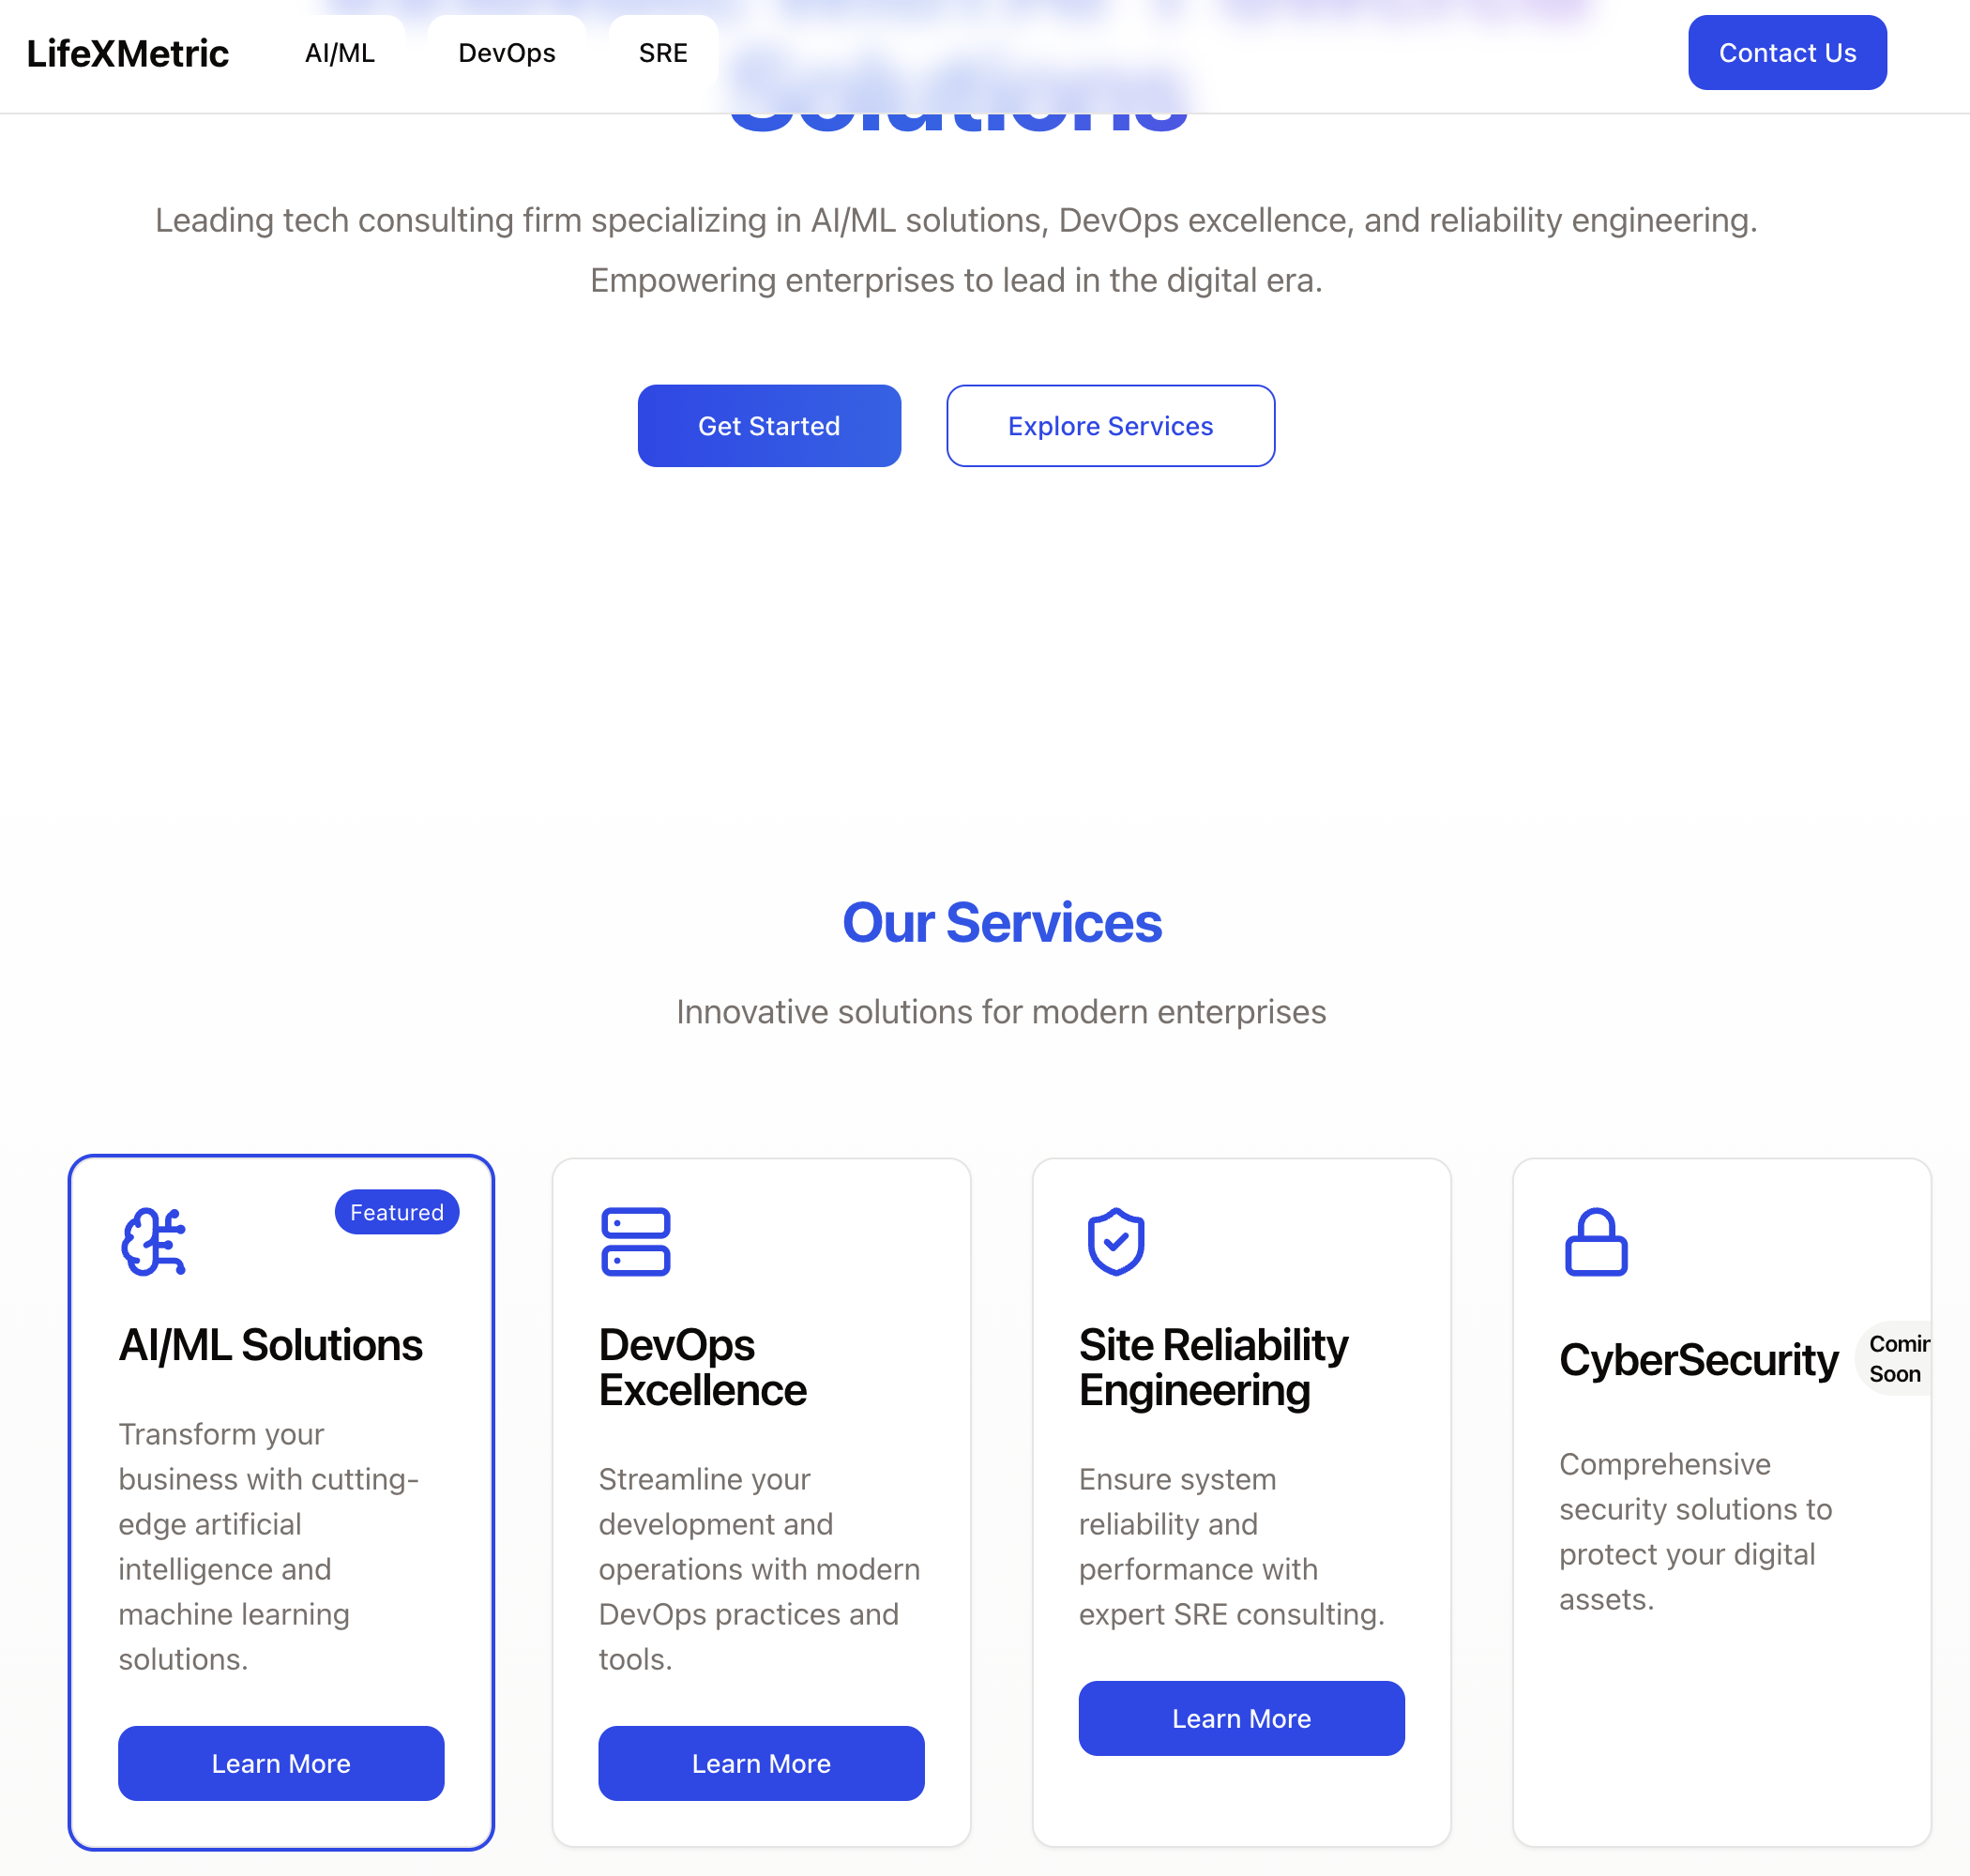 LifeXMetric
AI/ML
DevOps
SRE
Contact Us
Solutions
Leading tech consulting firm specializing in AI/ML solutions, DevOps excellence, and reliability engineering.
Empowering enterprises to lead in the digital era.
Get Started
Explore Services
Our Services
Innovative solutions for modern enterprises
Featured
AI/ML Solutions
Transform your
business with cutting-
edge artificial
intelligence and
machine learning
solutions.
Learn More
DevOps
Excellence
Streamline your
development and
operations with modern
DevOps practices and
tools.
Learn More
Site Reliability
Engineering
Ensure system
reliability and
performance with
expert SRE consulting.
Learn More
CyberSecurity
Soon
Comprehensive
security solutions to
protect your digital
assets.